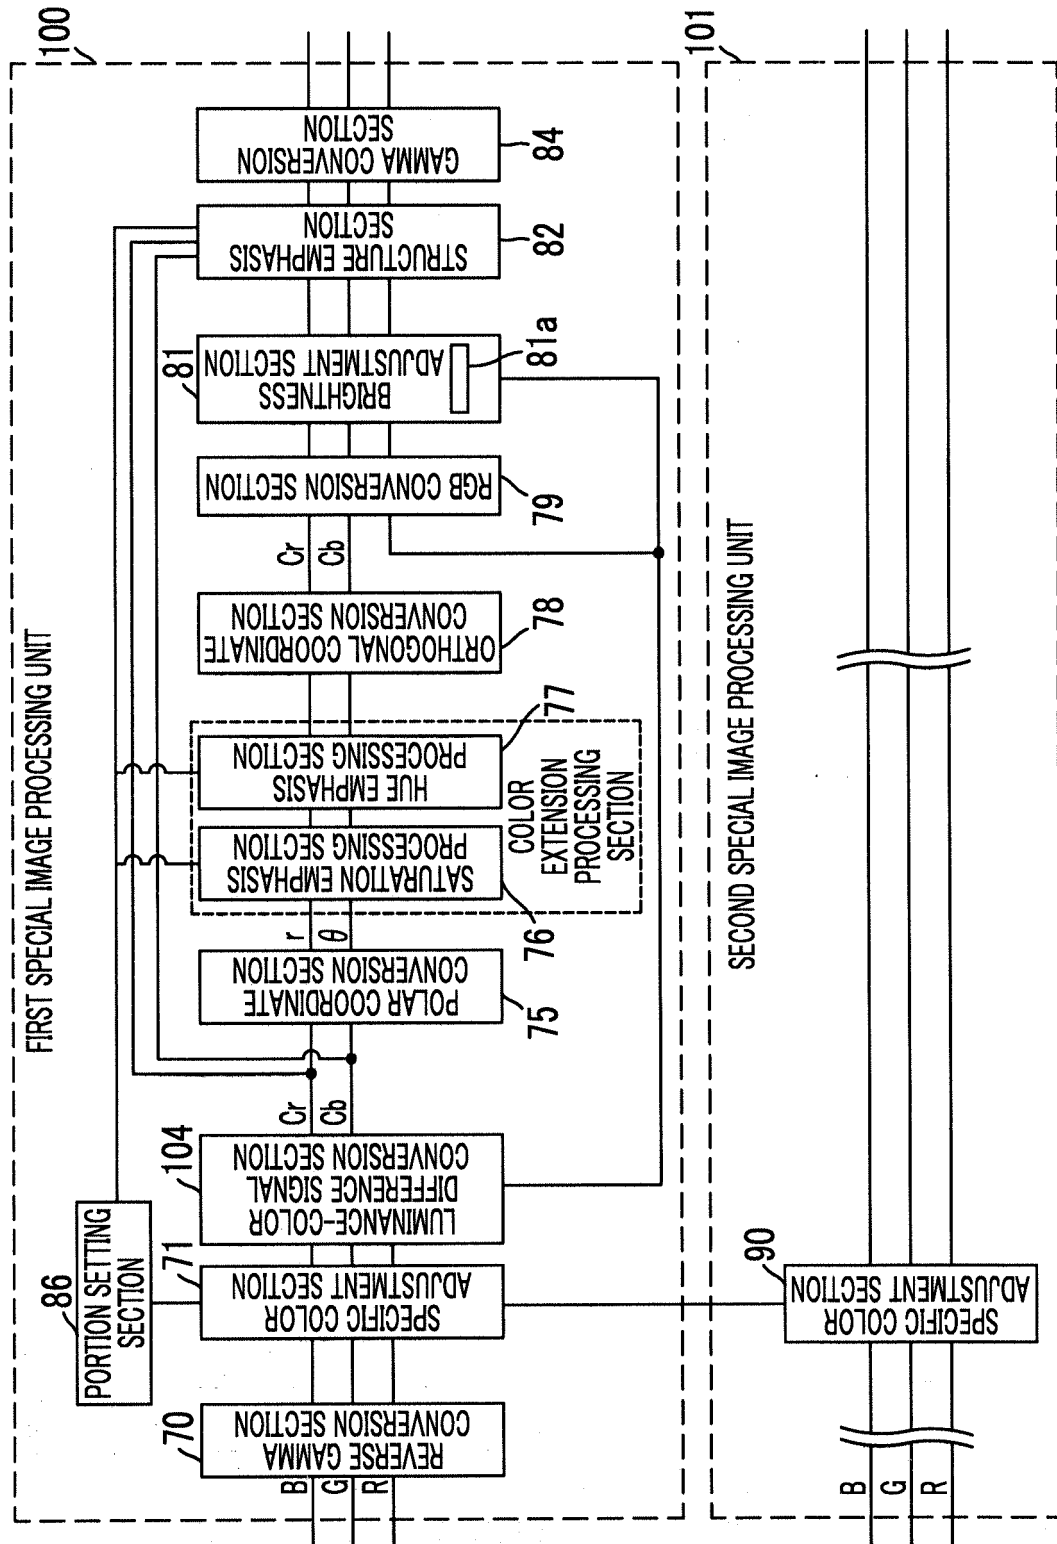 FIRST SPECIAL IMAGE PROCESSING UNIT
100
PORTION SETTING
SECTION
86
B
G
R
REVERSE GAMMA
CONVERSION SECTION
70
SPECIFIC COLOR
ADJUSTMENT SECTION
71
LUMINANCE-COLOR
DIFFERENCE SIGNAL
CONVERSION SECTION
104
Cr
Cb
POLAR COORDINATE
CONVERSION SECTION
75
r
θ
SATURATION EMPHASIS
PROCESSING SECTION
76
HUE EMPHASIS
PROCESSING SECTION
77
COLOR
EXTENSION
PROCESSING
SECTION
ORTHOGONAL COORDINATE
CONVERSION SECTION
78
Cr
Cb
RGB CONVERSION SECTION
79
BRIGHTNESS
ADJUSTMENT SECTION
81
81a
STRUCTURE EMPHASIS
SECTION
82
GAMMA CONVERSION
SECTION
84
SECOND SPECIAL IMAGE PROCESSING UNIT
101
B
G
R
SPECIFIC COLOR
ADJUSTMENT SECTION
90